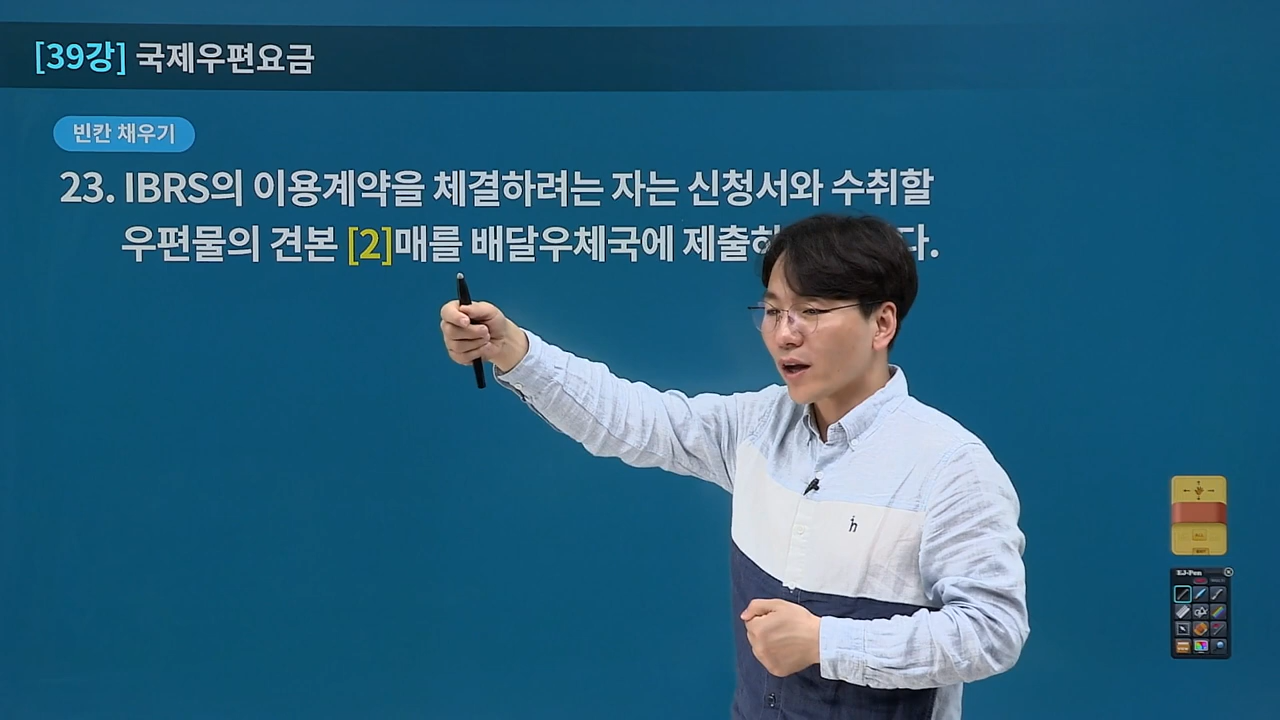 [39강] 국제우편요금
빈칸 채우기
23. IBRS의 이용계약을 체결하려는 자는 신청서와 수취할
우편물의 견본 [2]매를 배달우체국에 제출하 다.
h
EJ-Pen